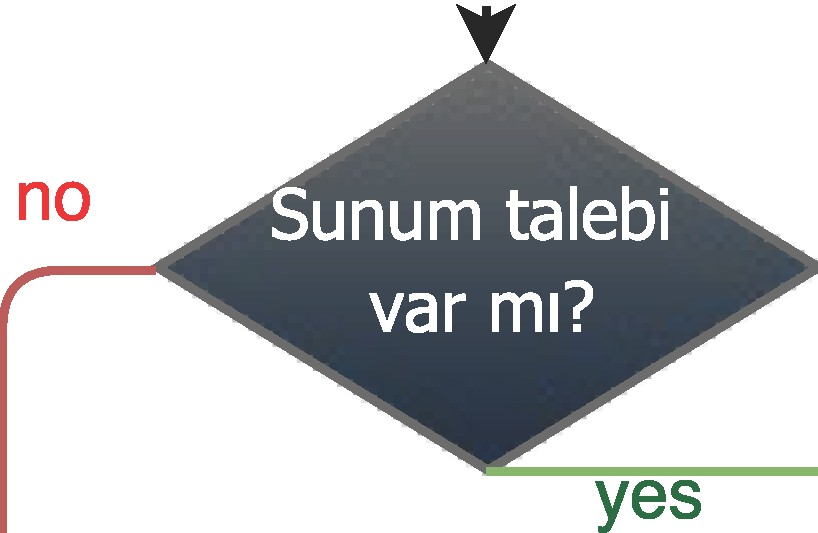 no
Sunum talebi
var mı?
yes